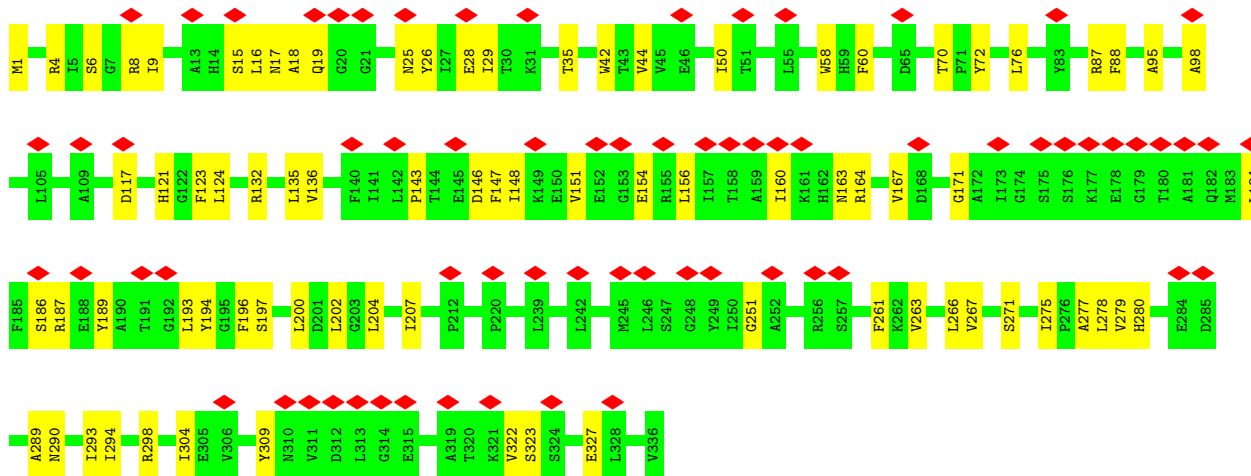 M1 R4 I5 S6 G7 R8 I9 A13 H14 S15 L16 N17 A18 Q19 G20 G21 N25 Y26 I27 E28 I29 T30 K31 T35 W42 T43 V44 V45 E46 I50 T51 L55 W58 H59 F60 D65 T70 P71 Y72 L76 Y83 R87 F88 A95 A98
L105 A109 D117 H121 G122 F123 L124 R132 L135 V136 F140 I141 L142 P143 T144 E145 D146 F147 I148 K149 E150 V151 E152 G153 E154 R155 L156 I157 T158 A159 I160 K161 H162 N163 R164 V167 D168 G171 A172 I173 G174 S175 S176 K177 E178 G179 T180 A181 Q182 M183
F185 S186 R187 E188 Y189 A190 T191 G192 L193 Y194 G195 F196 S197 L200 D201 L202 G203 L204 I207 P212 P220 L239 L242 M245 L246 S247 G248 Y249 I250 G251 A252 R256 S257 F261 K262 V263 L266 V267 S271 I275 P276 A277 L278 V279 H280 E284 D285
A289 N290 I293 I294 R298 I304 E305 V306 Y309 N310 V311 D312 L313 G314 E315 A319 T320 K321 V322 S323 S324 E327 L328 V336